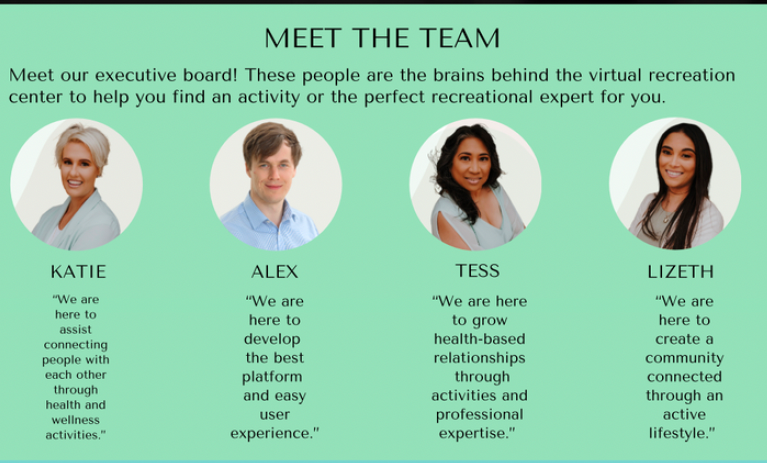 MEET THE TEAM
Meet our executive board! These people are the brains behind the virtual recreation
center to help you find an activity or the perfect recreational expert for you.
KATIE
“We are
here to
assist
connecting
people with
each other
through
health and
wellness
activities.”
ALEX
“We are
here to
develop
the best
platform
and easy
user
experience.”
TESS
“We are here
to grow
health-based
relationships
through
activities and
professional
expertise.”
LIZETH
“We are
here to
create a
community
connected
through an
active
lifestyle.”